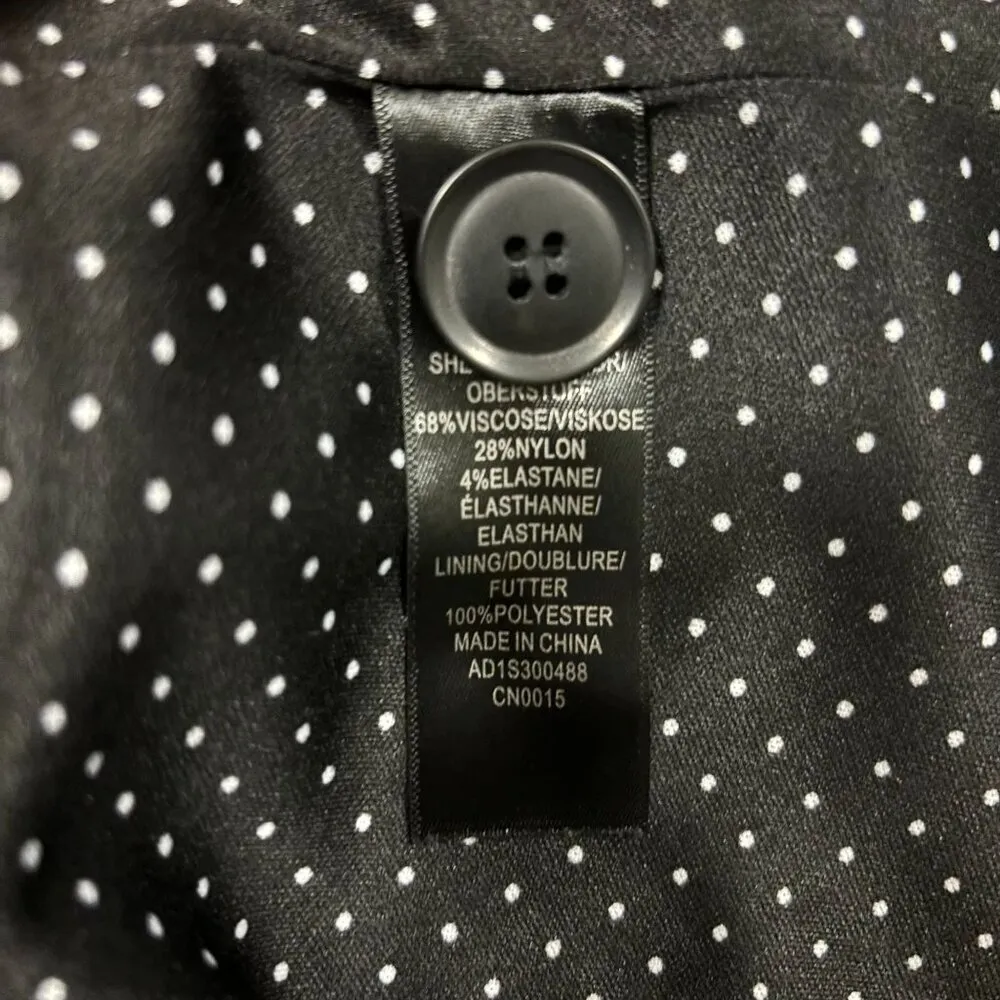 OBERSTOFF
68%VISCOSE/VISKOSE
28%NYLON
4%ELASTANE/
ÉLASTHANNE/
ELASTHAN
LINING/DOUBLURE/
FUTTER
100%POLYESTER
MADE IN CHINA
AD1S300488
CN0015